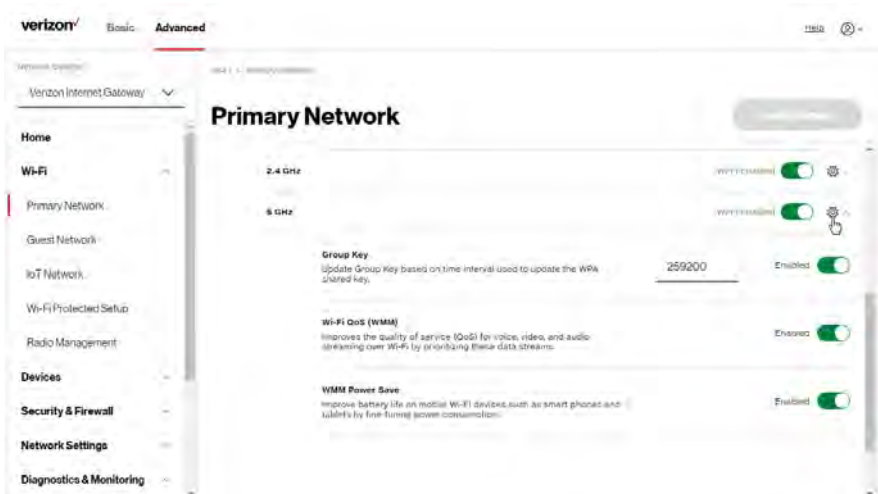 verizon
Basic Advanced
Help
Verizon Internet Gateway
Primary Network
Home
Wi-Fi
Primary Network
Guest Network
IoT Network
Wi-Fi Protected Setup
Radio Management
Devices
Security & Firewall
Network Settings
Diagnostics & Monitoring
2.4 GHz
5 GHz
Group Key
Update Group Key based on time interval used to update the WPA
shared key.
259200
Enabled
Wi-Fi QoS (WMM)
Improves the quality of service (QoS) for voice, video, and audio
streaming over Wi-Fi by prioritizing these data streams.
Enabled
WMM Power Save
Improve battery life on mobile Wi-Fi devices such as smart phones and
tablets by fine-tuning power consumption.
Enabled